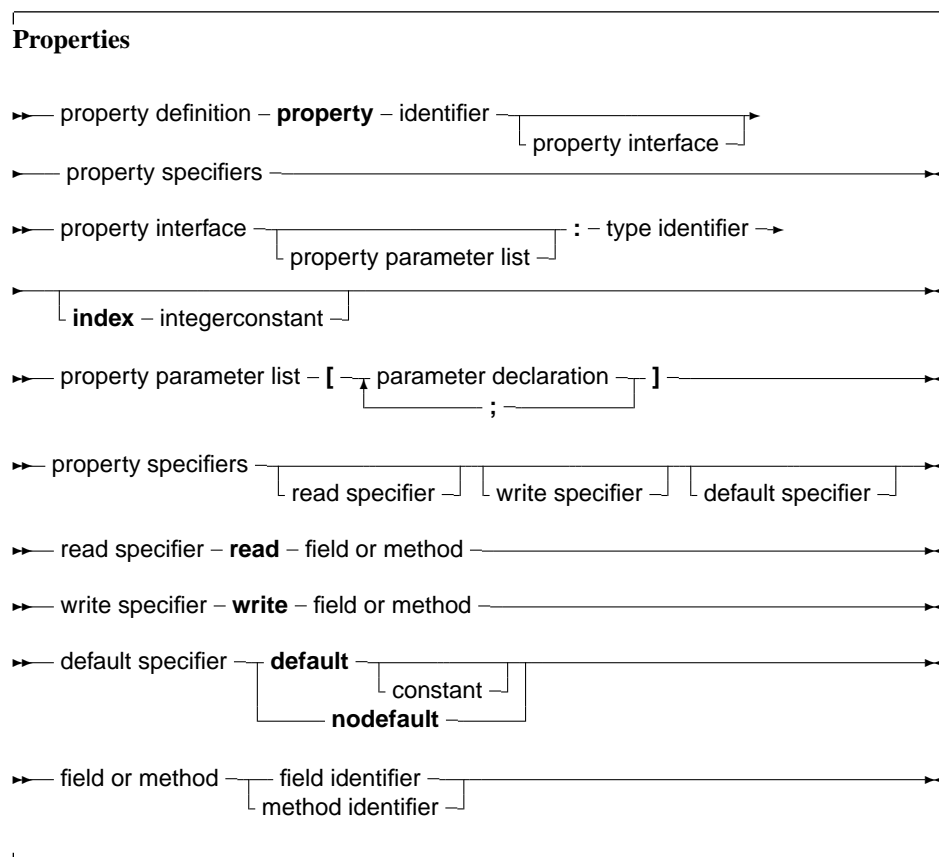 Properties
property definition – property – identifier
property interface
property specifiers
property interface : – type identifier
property parameter list
index – integerconstant
property parameter list – [ parameter declaration ]
;
property specifiers
read specifier write specifier default specifier
read specifier – read – field or method
write specifier – write – field or method
default specifier default
constant
nodefault
field or method field identifier
method identifier